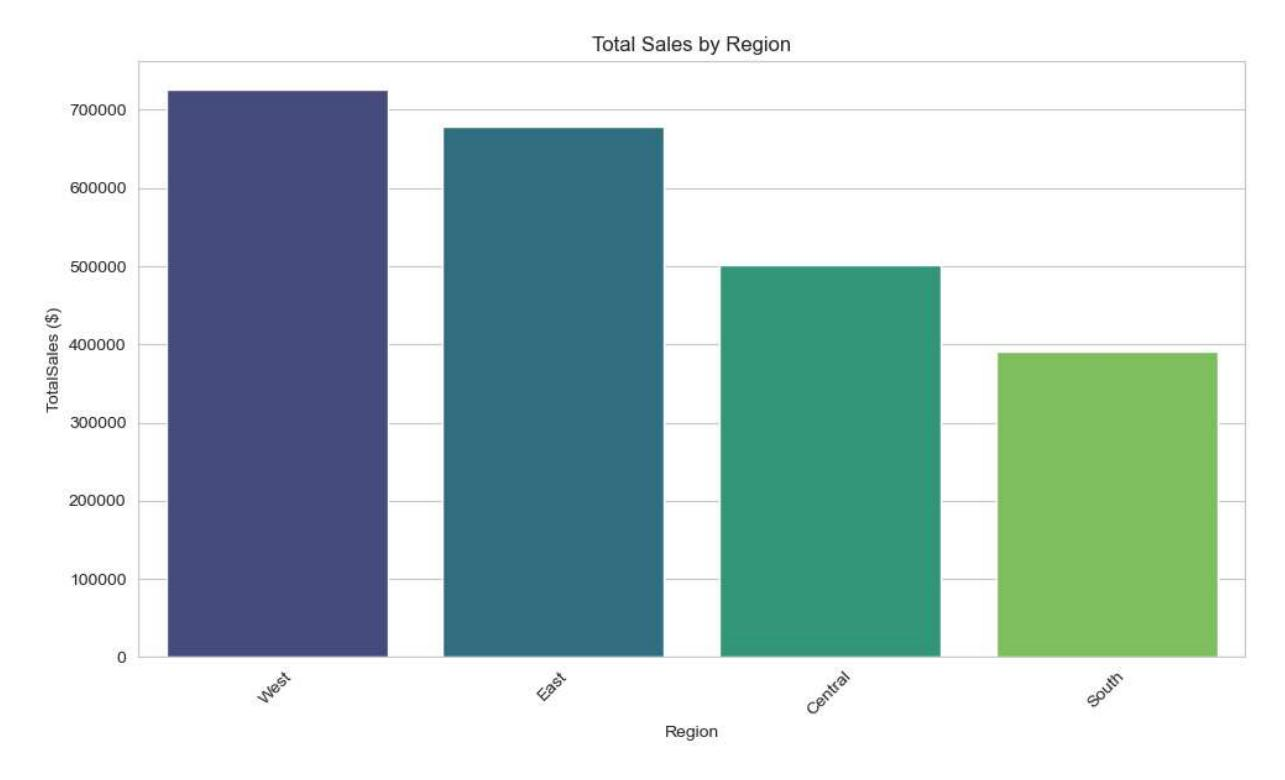 Total Sales by Region
TotalSales ($)
700000
600000
500000
400000
300000
200000
100000
0
West
East
Central
South
Region